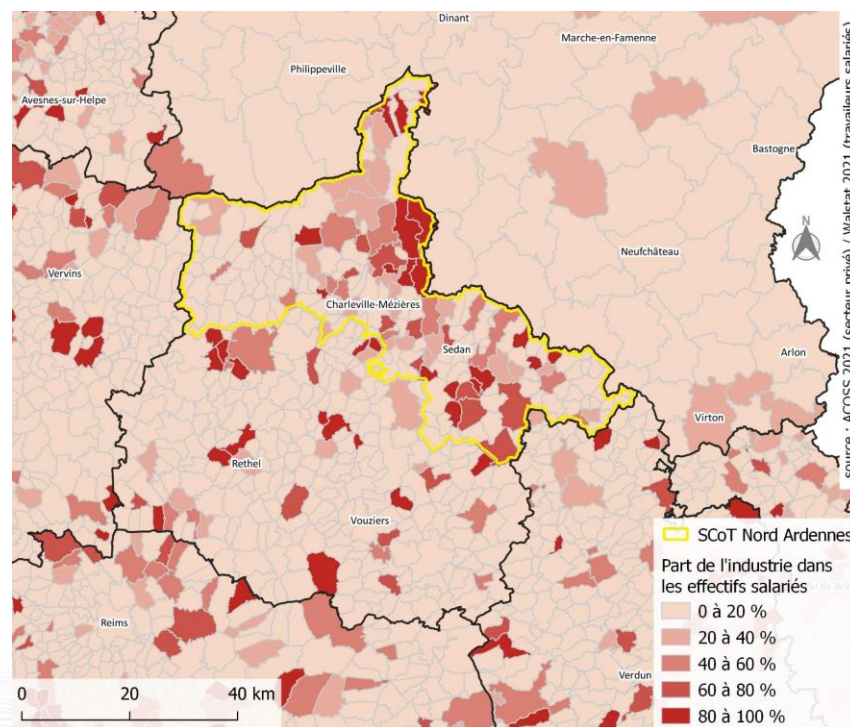 Dinant
Marche-en-Famenne
Philippeville
Avesnes-sur-Helpe
Bastogne
N
Neufchâteau
Vervins
Charleville-Mézières
Sedan
Arlon
Virton
Rethel
Vouziers
Reims
Verdun
0 20 40 km
SCoT Nord Ardennes
Part de l'industrie dans
les effectifs salariés
0 à 20 %
20 à 40 %
40 à 60 %
60 à 80 %
80 à 100 %
source : ACOSS 2021 (secteur privé) / Walstat 2021 (travailleurs salariés)